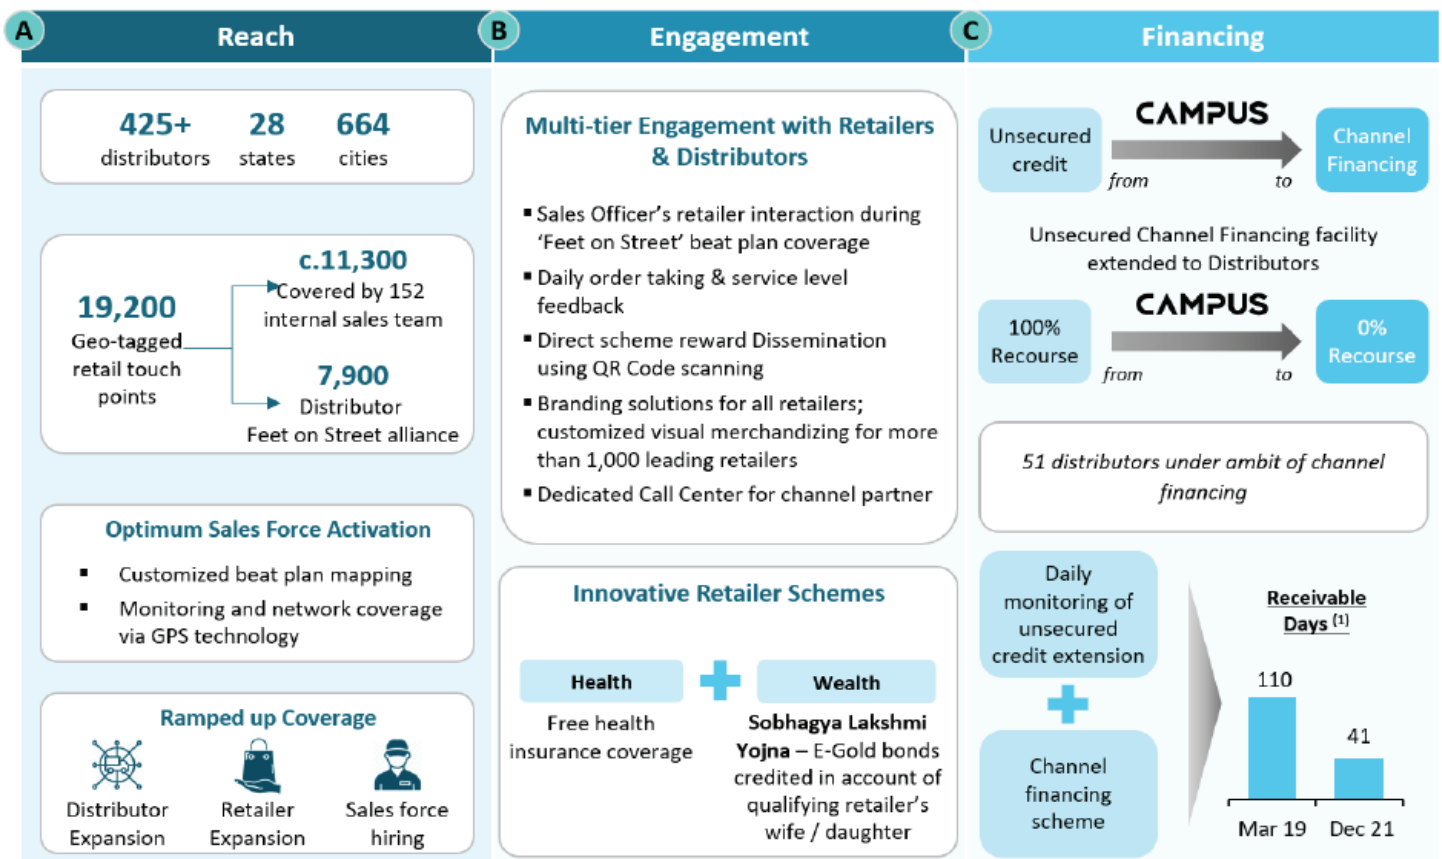 A
Reach
425+
distributors
28
states
664
cities
19,200
Geo-tagged
retail touch
points
c.11,300
Covered by 152
internal sales team
7,900
Distributor
Feet on Street alliance
Optimum Sales Force Activation
▪ Customized beat plan mapping
▪ Monitoring and network coverage
via GPS technology
Ramped up Coverage
Distributor
Expansion
Retailer
Expansion
Sales force
hiring
B
Engagement
Multi-tier Engagement with Retailers
& Distributors
▪ Sales Officer's retailer interaction during
'Feet on Street' beat plan coverage
▪ Daily order taking & service level
feedback
▪ Direct scheme reward Dissemination
using QR Code scanning
▪ Branding solutions for all retailers;
customized visual merchandizing for more
than 1,000 leading retailers
▪ Dedicated Call Center for channel partner
Innovative Retailer Schemes
Health
Free health
insurance coverage
Wealth
Sobhagya Lakshmi
Yojna – E-Gold bonds
credited in account of
qualifying retailer's
wife / daughter
C
Financing
Unsecured
credit
CAMPUS
from
to
Channel
Financing
Unsecured Channel Financing facility
extended to Distributors
100%
Recourse
CAMPUS
from
to
0%
Recourse
51 distributors under ambit of channel
financing
Daily
monitoring of
unsecured
credit extension
Channel
financing
scheme
Receivable
Days (1)
110
41
Mar 19
Dec 21